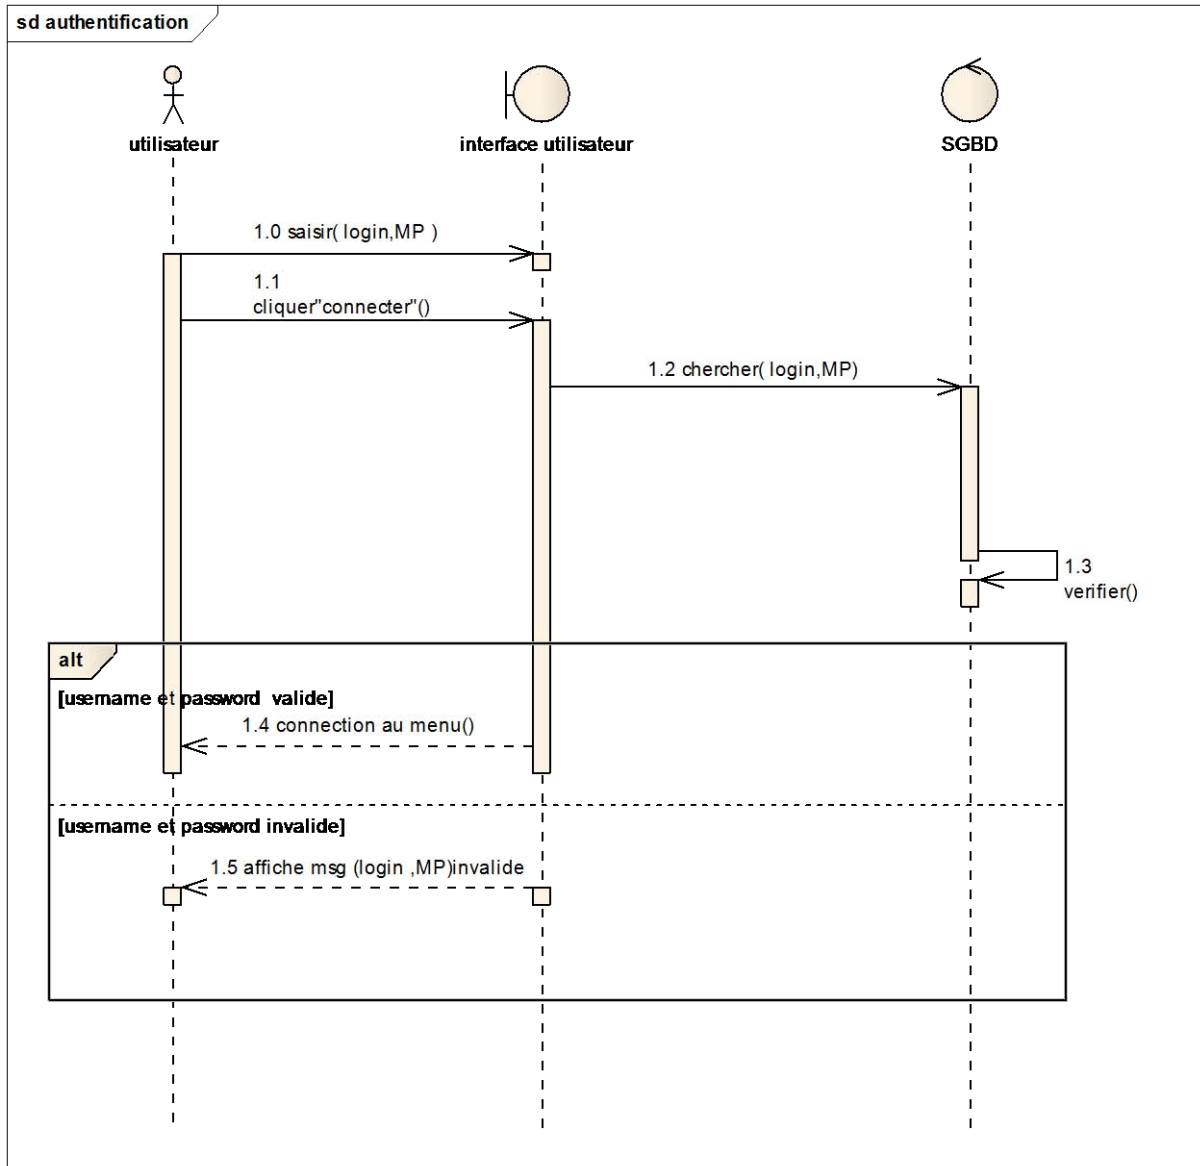 sd authentification
utilisateur
interface utilisateur
SGBD
1.0 saisir( login,MP )
1.1
cliquer"connecter"()
1.2 chercher( login,MP)
1.3
verifier()
alt
[username et password  valide]
1.4 connection au menu()
[username et password invalide]
1.5 affiche msg (login ,MP)invalide